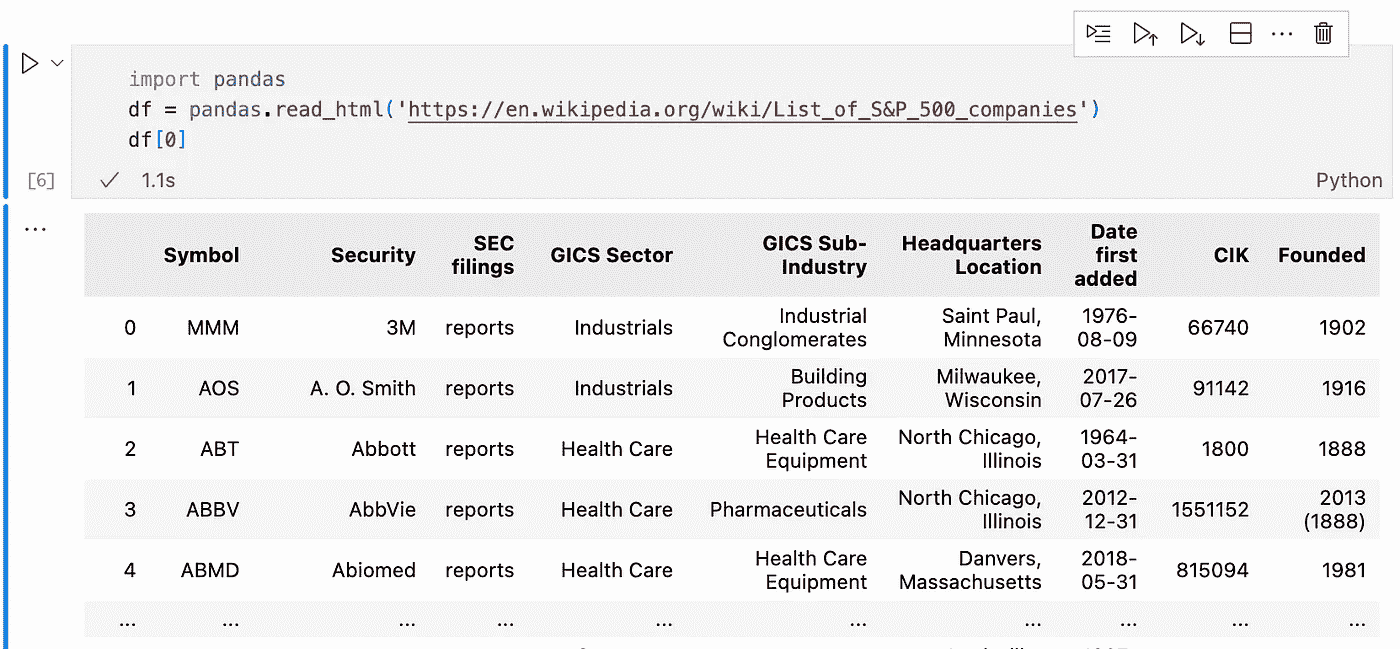 import pandas
df = pandas.read_html('https://en.wikipedia.org/wiki/List_of_S&P_500_companies')
df[0]
[6] 1.1s Python
...
Symbol Security SEC filings GICS Sector GICS Sub-Industry Headquarters Location Date first added CIK Founded
0 MMM 3M reports Industrials Industrial Conglomerates Saint Paul, Minnesota 1976-08-09 66740 1902
1 AOS A. O. Smith reports Industrials Building Products Milwaukee, Wisconsin 2017-07-26 91142 1916
2 ABT Abbott reports Health Care Health Care Equipment North Chicago, Illinois 1964-03-31 1800 1888
3 ABBV AbbVie reports Health Care Pharmaceuticals North Chicago, Illinois 2012-12-31 1551152 2013 (1888)
4 ABMD Abiomed reports Health Care Health Care Equipment Danvers, Massachusetts 2018-05-31 815094 1981
... ... ... ... ... ... ... ... ... ...